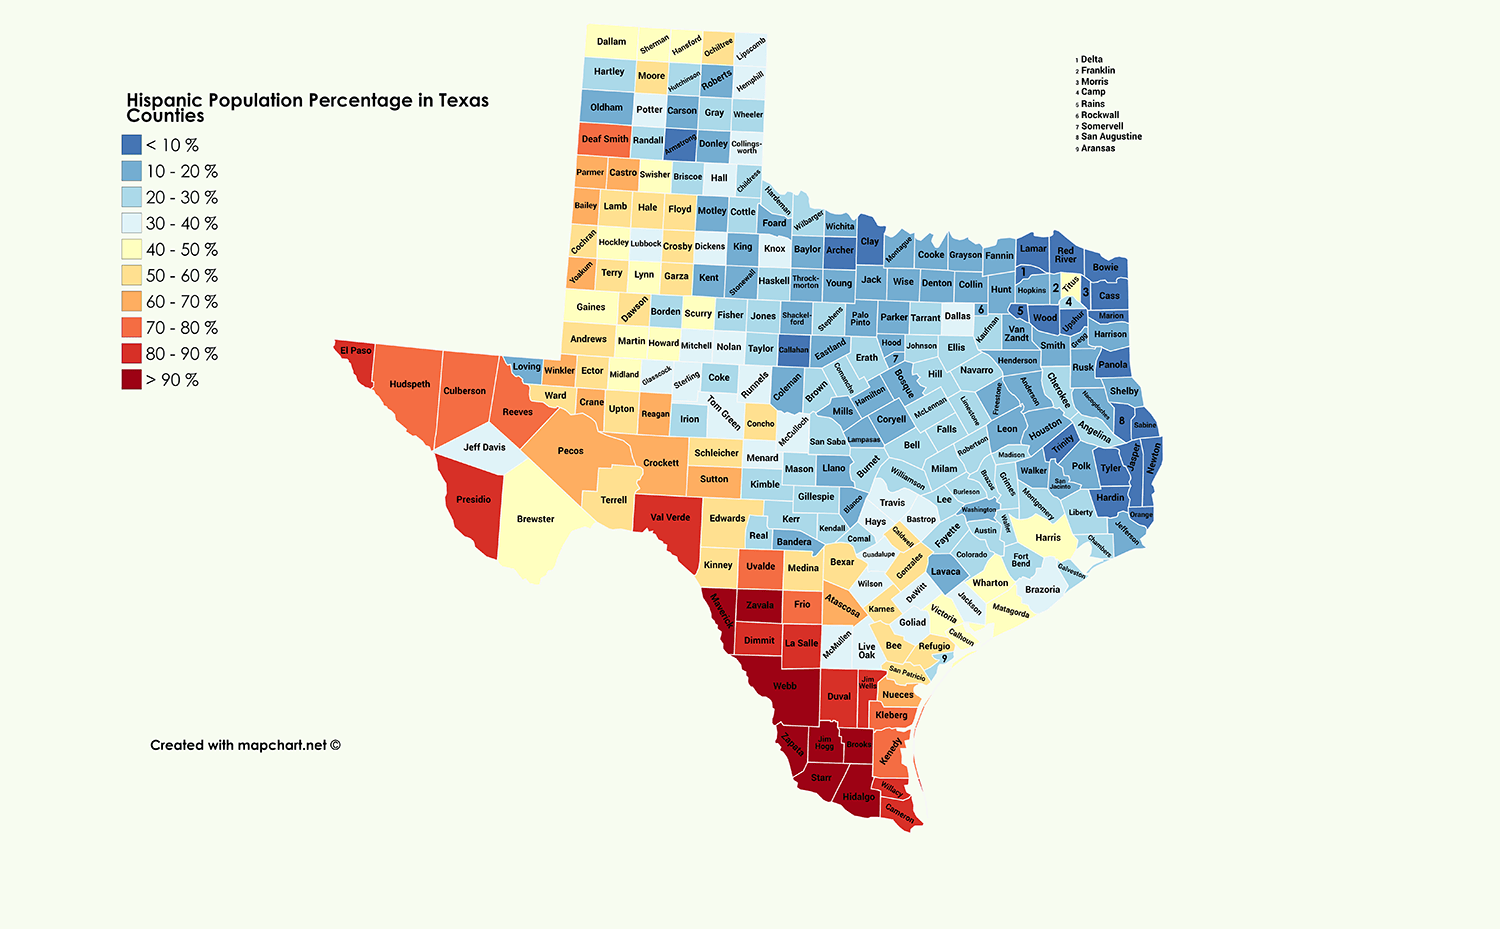 Hispanic Population Percentage in Texas
Counties
< 10 %
10 - 20 %
20 - 30 %
30 - 40 %
40 - 50 %
50 - 60 %
60 - 70 %
70 - 80 %
80 - 90 %
> 90 %
1 Delta
2 Franklin
3 Morris
4 Camp
5 Rains
6 Rockwall
7 Somervell
8 San Augustine
9 Aransas
Dallam Sherman Hansford Ochiltree Lipscomb
Hartley Moore Hutchinson Roberts Hemphill
Oldham Potter Carson Gray Wheeler
Deaf Smith Randall Armstrong Donley Collings-
worth
Parmer Castro Swisher Briscoe Hall Childress Hardeman
Bailey Lamb Hale Floyd Motley Cottle Foard Wilbarger Wichita
Cochran Hockley Lubbock Crosby Dickens King Knox Baylor Archer Clay Montague Cooke Grayson Fannin Lamar Red
River Bowie
Yoakum Terry Lynn Garza Kent Stonewall Haskell Throck-
morton Young Jack Wise Denton Collin Hunt 1 Hopkins 2 Titus 3 Cass
4
Gaines Dawson Borden Scurry Fisher Jones Shackel-
ford Stephens Palo
Pinto Parker Tarrant Dallas 6 Kaufman 5 Wood Upshur Marion
Van
Zandt Smith Gregg Harrison
Andrews Martin Howard Mitchell Nolan Taylor Callahan Eastland Erath Hood 7 Johnson Ellis Henderson Rusk Panola
El Paso Hudspeth Culberson Reeves Loving Winkler Ector Midland Glasscock Sterling Coke Runnels Coleman Brown Comanche Hamilton Bosque Hill Navarro Freestone Anderson Cherokee Nacogdoches Shelby
Ward Crane Upton Reagan Irion Tom Green Concho McCulloch San Saba Mills Lampasas Coryell McLennan Limestone Falls Leon Houston Angelina 8 Sabine
Jeff Davis Pecos Crockett Schleicher Menard Mason Llano Burnet Bell Robertson Madison Trinity Polk Tyler Jasper Newton
Presidio Brewster Terrell Sutton Kimble Gillespie Blanco Williamson Milam Brazos Grimes Walker San
Jacinto Hardin
Val Verde Edwards Kerr Kendall Travis Lee Burleson Washington Montgomery Liberty Orange
Real Bandera Comal Hays Bastrop Fayette Austin Waller Harris Chambers Jefferson
Kinney Uvalde Medina Bexar Guadalupe Caldwell Gonzales Lavaca Colorado Fort
Bend Galveston
Maverick Zavala Frio Atascosa Wilson Karnes DeWitt Jackson Wharton Brazoria Matagorda
Dimmit La Salle McMullen Live
Oak Bee Goliad Victoria Calhoun Refugio 9
Webb Duval Jim
Wells San Patricio Nueces
Kleberg
Zapata Jim
Hogg Brooks Kenedy
Starr Hidalgo Willacy
Cameron
Created with mapchart.net ©